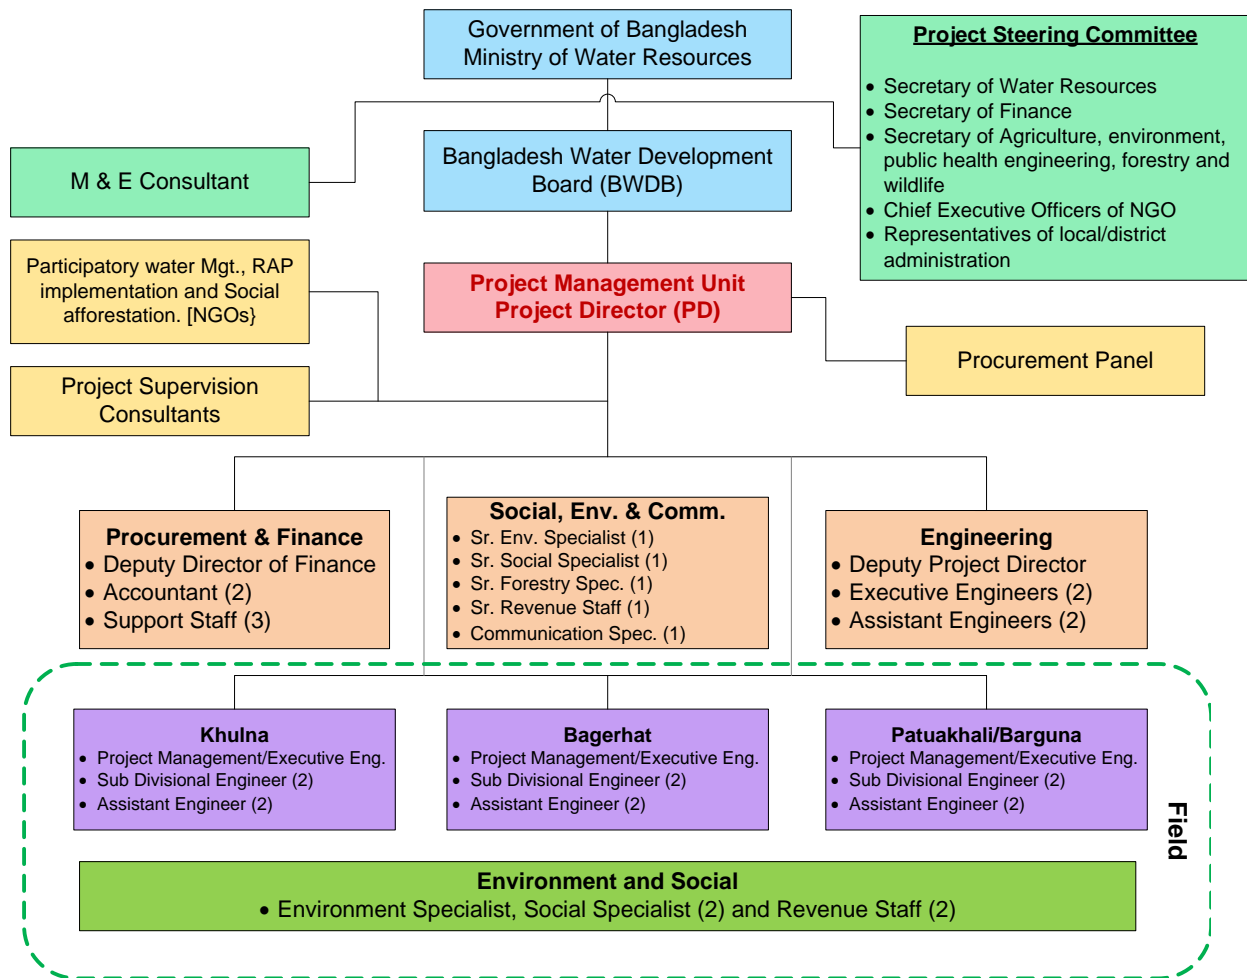 Government of Bangladesh
Ministry of Water Resources
Project Steering Committee
• Secretary of Water Resources
• Secretary of Finance
• Secretary of Agriculture, environment,
public health engineering, forestry and
wildlife
• Chief Executive Officers of NGO
• Representatives of local/district
administration
M & E Consultant
Bangladesh Water Development
Board (BWDB)
Participatory water Mgt., RAP
implementation and Social
afforestation. [NGOs}
Project Management Unit
Project Director (PD)
Procurement Panel
Project Supervision
Consultants
Procurement & Finance
• Deputy Director of Finance
• Accountant (2)
• Support Staff (3)
Social, Env. & Comm.
• Sr. Env. Specialist (1)
• Sr. Social Specialist (1)
• Sr. Forestry Spec. (1)
• Sr. Revenue Staff (1)
• Communication Spec. (1)
Engineering
• Deputy Project Director
• Executive Engineers (2)
• Assistant Engineers (2)
Khulna
• Project Management/Executive Eng.
• Sub Divisional Engineer (2)
• Assistant Engineer (2)
Bagerhat
• Project Management/Executive Eng.
• Sub Divisional Engineer (2)
• Assistant Engineer (2)
Patuakhali/Barguna
• Project Management/Executive Eng.
• Sub Divisional Engineer (2)
• Assistant Engineer (2)
Field
Environment and Social
• Environment Specialist, Social Specialist (2) and Revenue Staff (2)